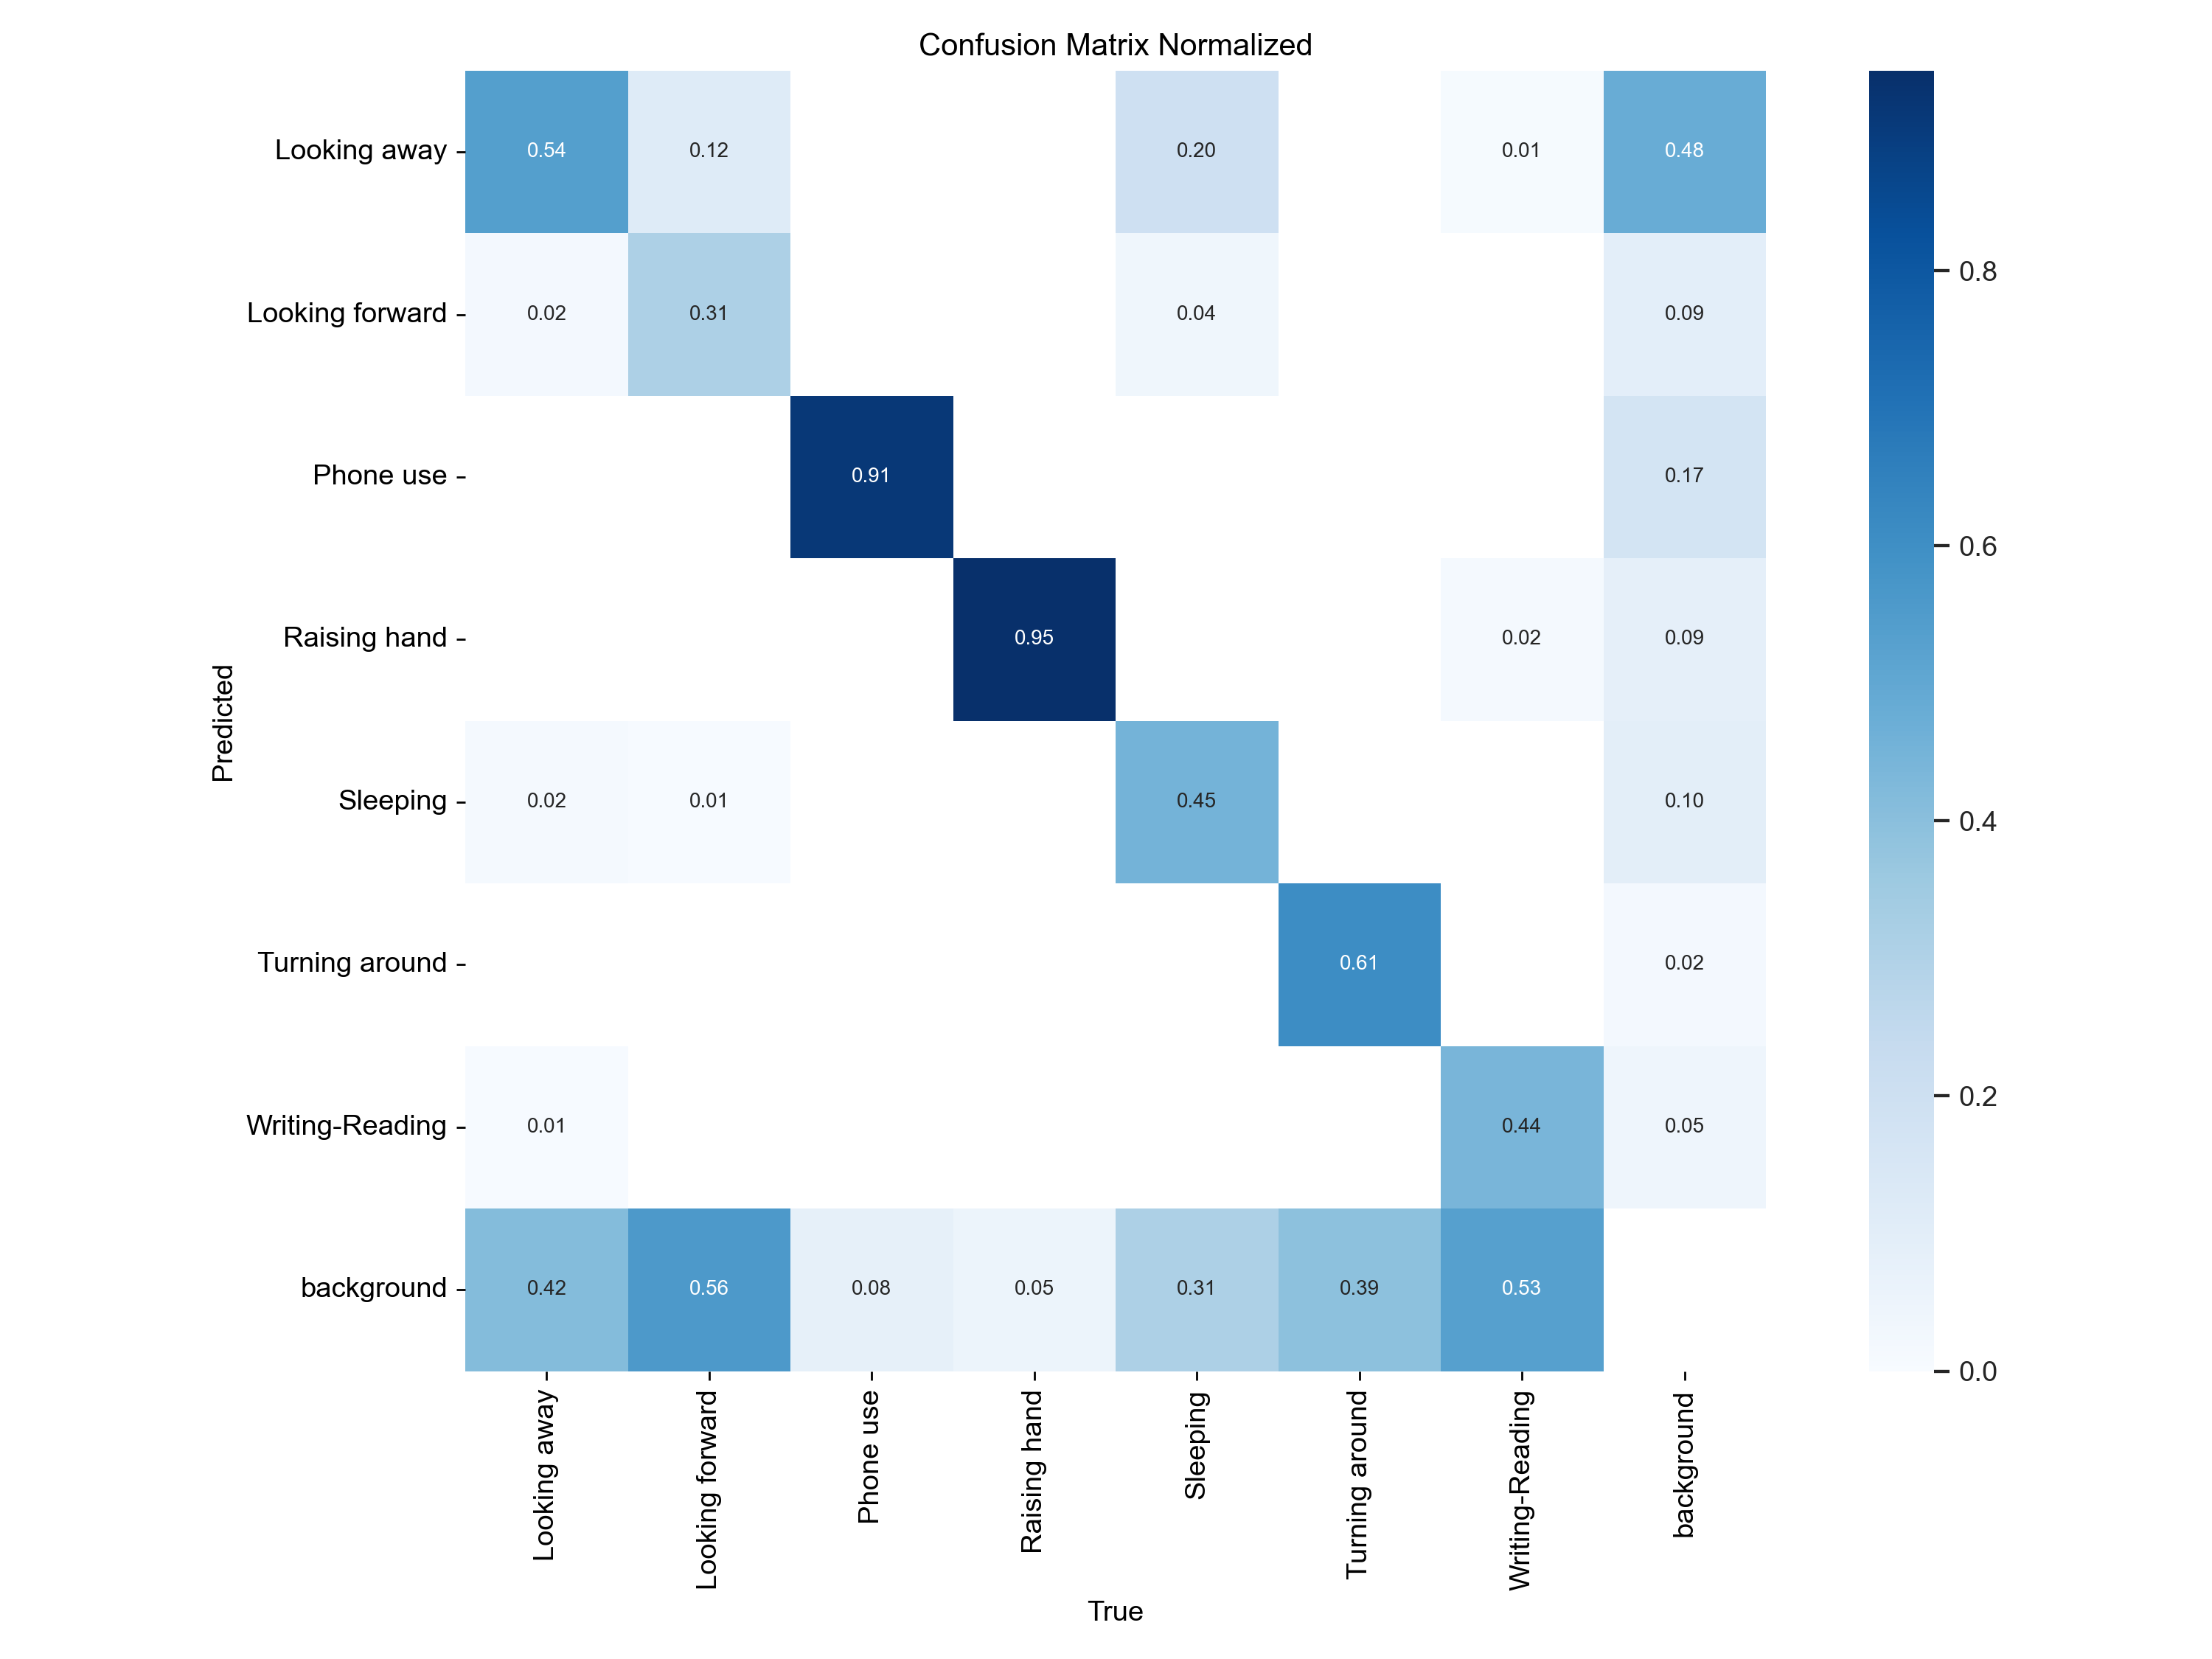 Confusion Matrix Normalized
Looking away 0.54 0.12 0.20 0.01 0.48
Looking forward 0.02 0.31 0.04 0.09
Phone use 0.91 0.17
Raising hand 0.95 0.02 0.09
Sleeping 0.02 0.01 0.45 0.10
Turning around 0.61 0.02
Writing-Reading 0.01 0.44 0.05
background 0.42 0.56 0.08 0.05 0.31 0.39 0.53
Predicted
Looking away
Looking forward
Phone use
Raising hand
Sleeping
Turning around
Writing-Reading
background
True
0.8
0.6
0.4
0.2
0.0